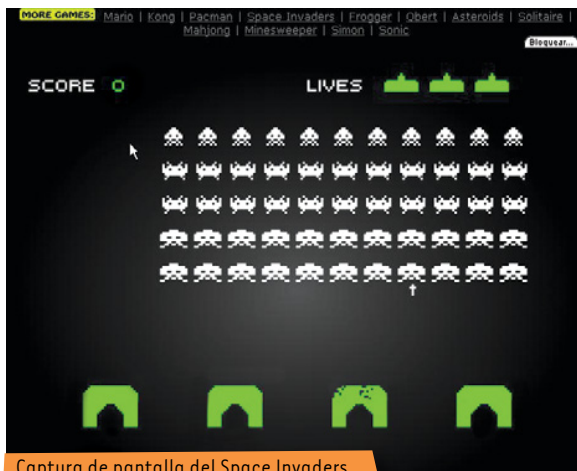 MORE GAMES: Mario | Kong | Pacman | Space Invaders | Frogger | Qbert | Asteroids | Solitaire |
Mahjong | Minesweeper | Simon | Sonic
Bloquear...
SCORE 0 LIVES
Captura de pantalla del Space Invaders